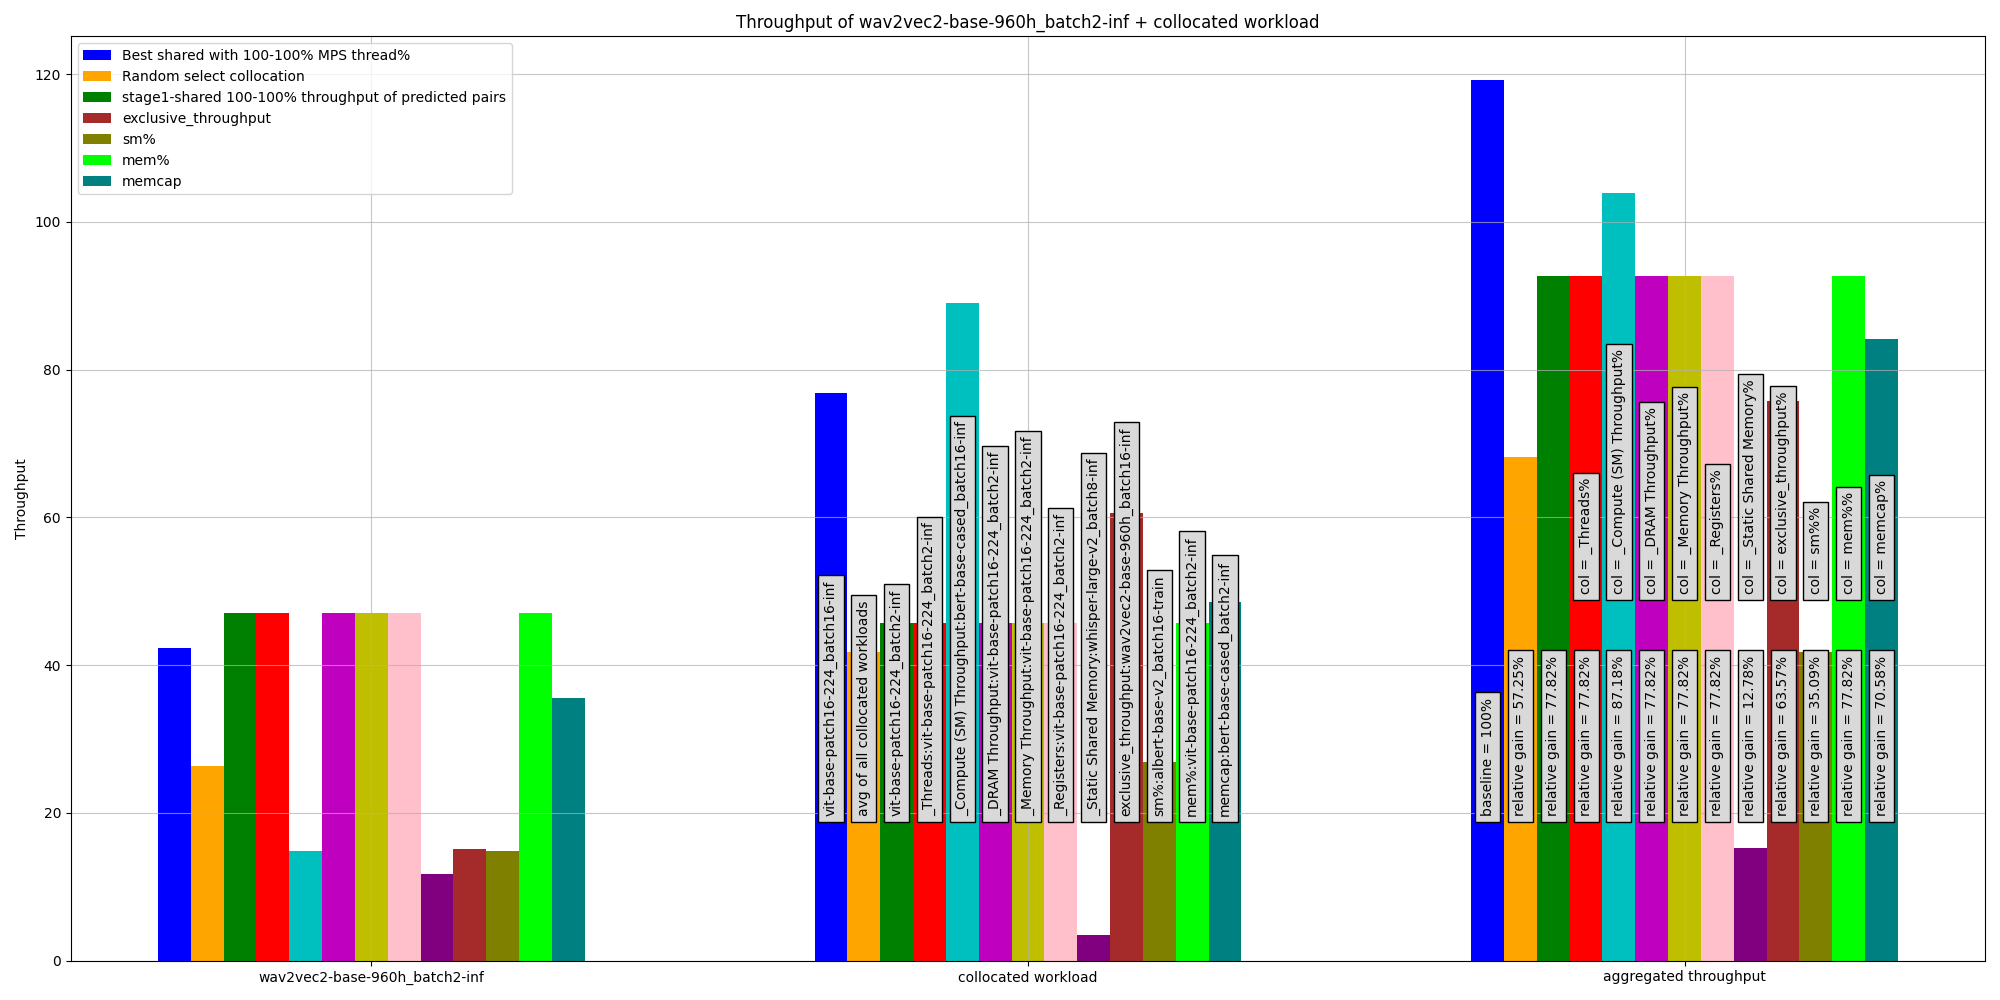 Throughput of wav2vec2-base-960h_batch2-inf + collocated workload
Best shared with 100-100% MPS thread%
Random select collocation
stage1-shared 100-100% throughput of predicted pairs
exclusive_throughput
sm%
mem%
memcap
Throughput
120
100
80
60
40
20
0
vit-base-patch16-224_batch16-inf
avg of all collocated workloads
vit-base-patch16-224_batch2-inf
_Threads:vit-base-patch16-224_batch2-inf
_Compute (SM) Throughput:bert-base-cased_batch16-inf
_DRAM Throughput:vit-base-patch16-224_batch2-inf
_Memory Throughput:vit-base-patch16-224_batch2-inf
_Registers:vit-base-patch16-224_batch2-inf
_Static Shared Memory:whisper-large-v2_batch8-inf
exclusive_throughput:wav2vec2-base-960h_batch16-inf
sm%:albert-base-v2_batch16-train
mem%:vit-base-patch16-224_batch2-inf
memcap:bert-base-cased_batch2-inf
col = _Threads%
col = _Compute (SM) Throughput%
col = _DRAM Throughput%
col = _Memory Throughput%
col = _Registers%
col = _Static Shared Memory%
col = exclusive_throughput%
col = sm%%
col = mem%%
col = memcap%
baseline = 100%
relative gain = 57.25%
relative gain = 77.82%
relative gain = 77.82%
relative gain = 87.18%
relative gain = 77.82%
relative gain = 77.82%
relative gain = 77.82%
relative gain = 12.78%
relative gain = 63.57%
relative gain = 35.09%
relative gain = 77.82%
relative gain = 70.58%
wav2vec2-base-960h_batch2-inf
collocated workload
aggregated throughput